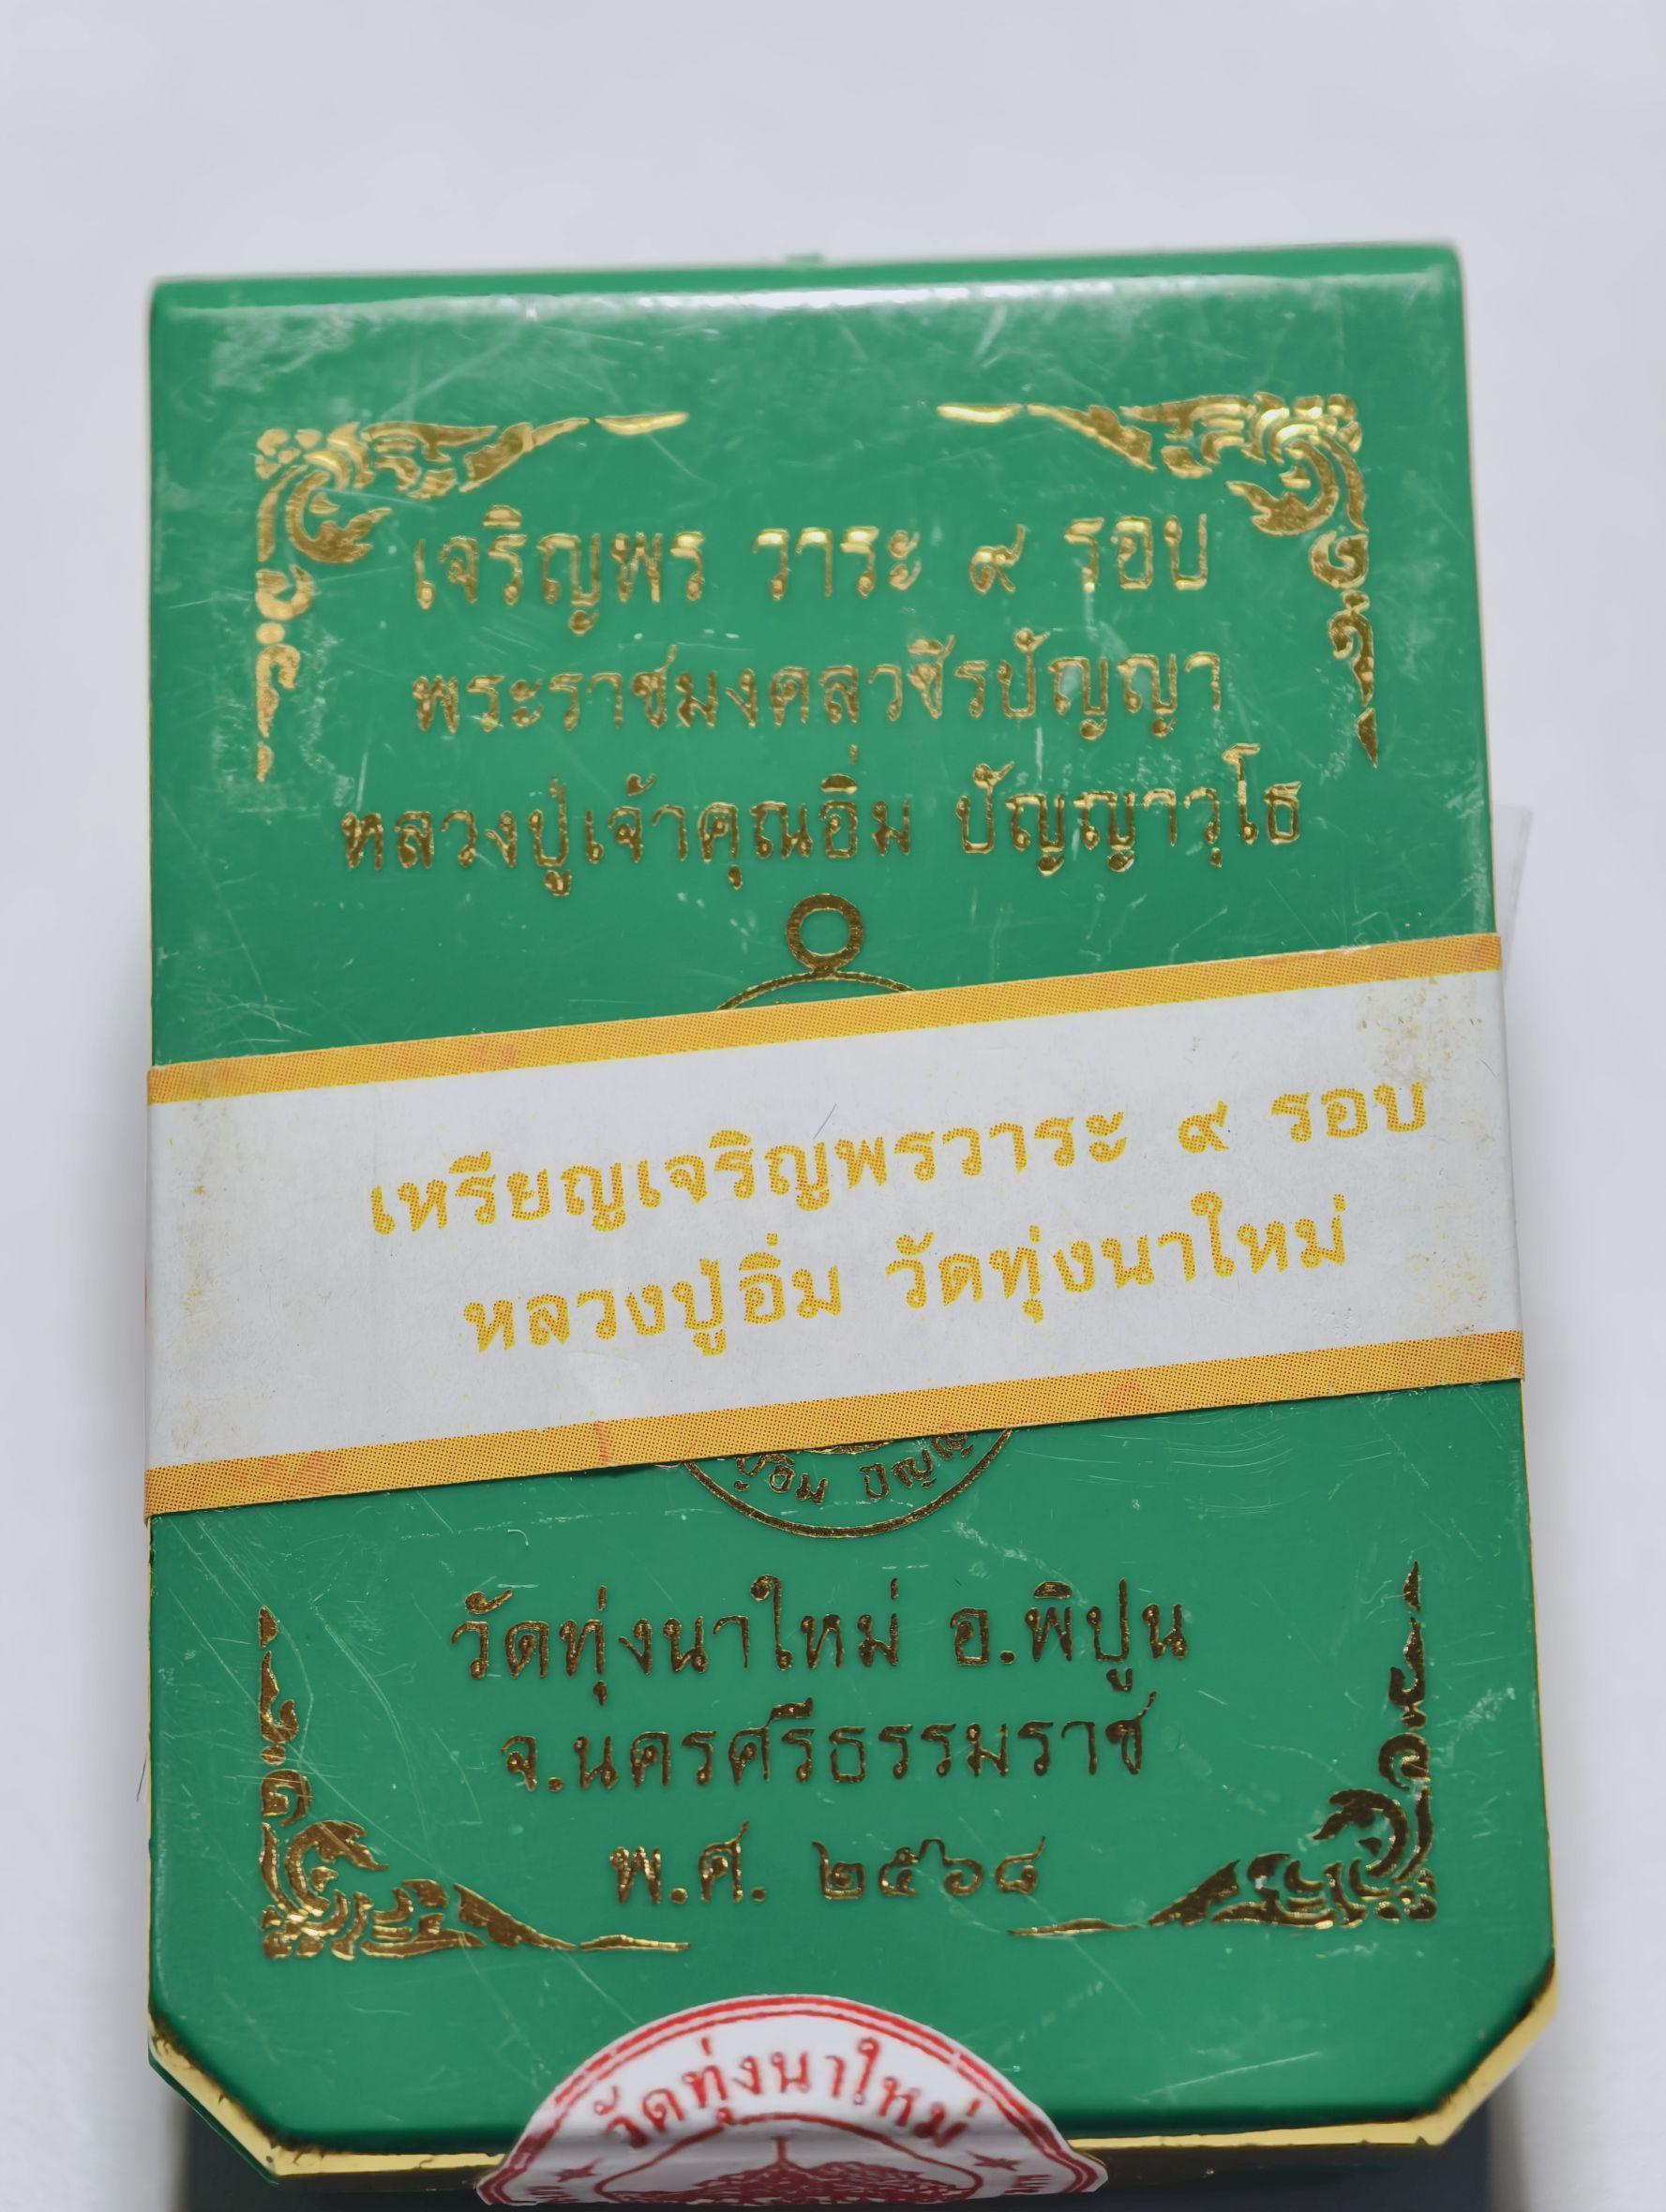 เจริญพร วาระ ๙ รอบ
พระราชมงคลวชิรปัญญา
หลวงปู่เจ้าคุณอิ่ม ปัญญาวุโธ
เหรียญเจริญพรวาระ ๙ รอบ
หลวงปู่อิ่ม วัดทุ่งนาใหม่
ปู่อิ่ม
วัดทุ่งนาใหม่ อ.พิปูน
จ.นครศรีธรรมราช
พ.ศ. ๒๕๖๘
วัดทุ่งนาใหม่